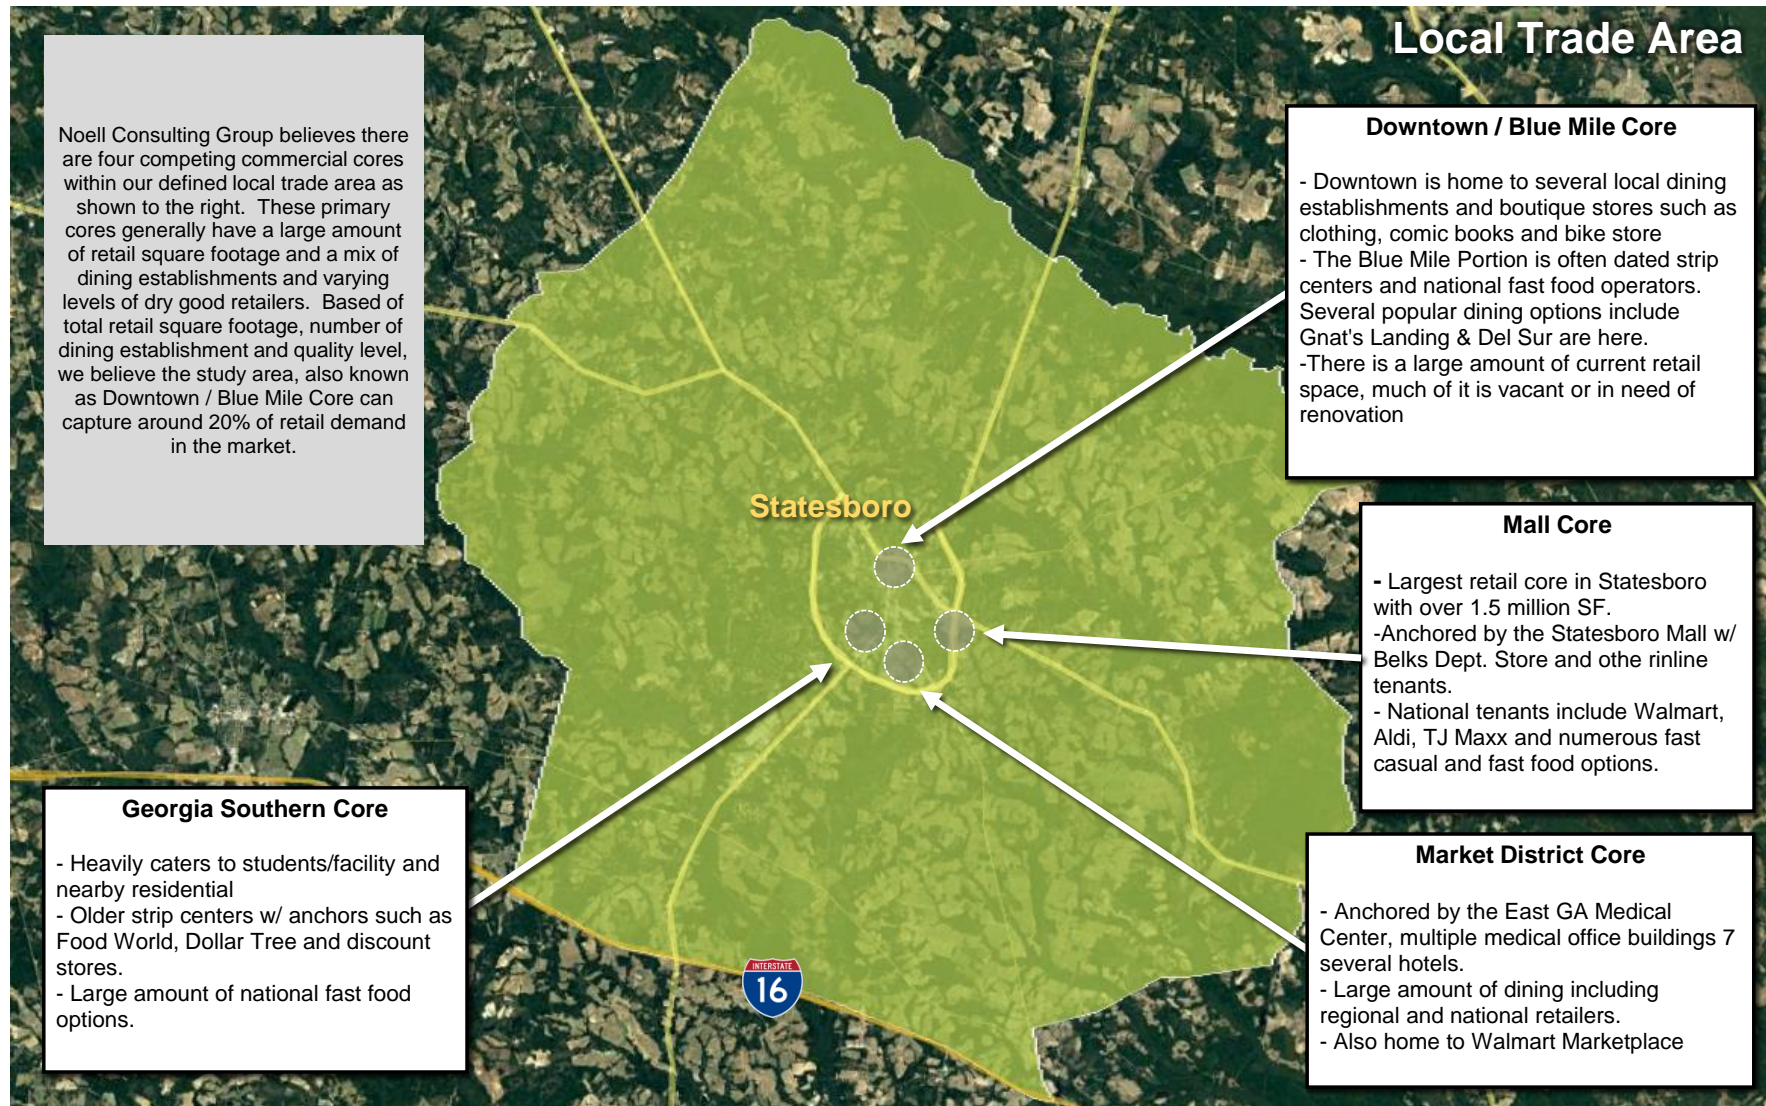 Local Trade Area
Noell Consulting Group believes there
are four competing commercial cores
within our defined local trade area as
shown to the right.  These primary
cores generally have a large amount
of retail square footage and a mix of
dining establishments and varying
levels of dry good retailers.  Based of
total retail square footage, number of
dining establishment and quality level,
we believe the study area, also known
as Downtown / Blue Mile Core can
capture around 20% of retail demand
in the market.
Downtown / Blue Mile Core
- Downtown is home to several local dining
establishments and boutique stores such as
clothing, comic books and bike store
- The Blue Mile Portion is often dated strip
centers and national fast food operators.
Several popular dining options include
Gnat's Landing & Del Sur are here.
-There is a large amount of current retail
space, much of it is vacant or in need of
renovation
Statesboro
Mall Core
- Largest retail core in Statesboro
with over 1.5 million SF.
-Anchored by the Statesboro Mall w/
Belks Dept. Store and othe rinline
tenants.
- National tenants include Walmart,
Aldi, TJ Maxx and numerous fast
casual and fast food options.
Georgia Southern Core
- Heavily caters to students/facility and
nearby residential
- Older strip centers w/ anchors such as
Food World, Dollar Tree and discount
stores.
- Large amount of national fast food
options.
Market District Core
- Anchored by the East GA Medical
Center, multiple medical office buildings 7
several hotels.
- Large amount of dining including
regional and national retailers.
- Also home to Walmart Marketplace
INTERSTATE
16